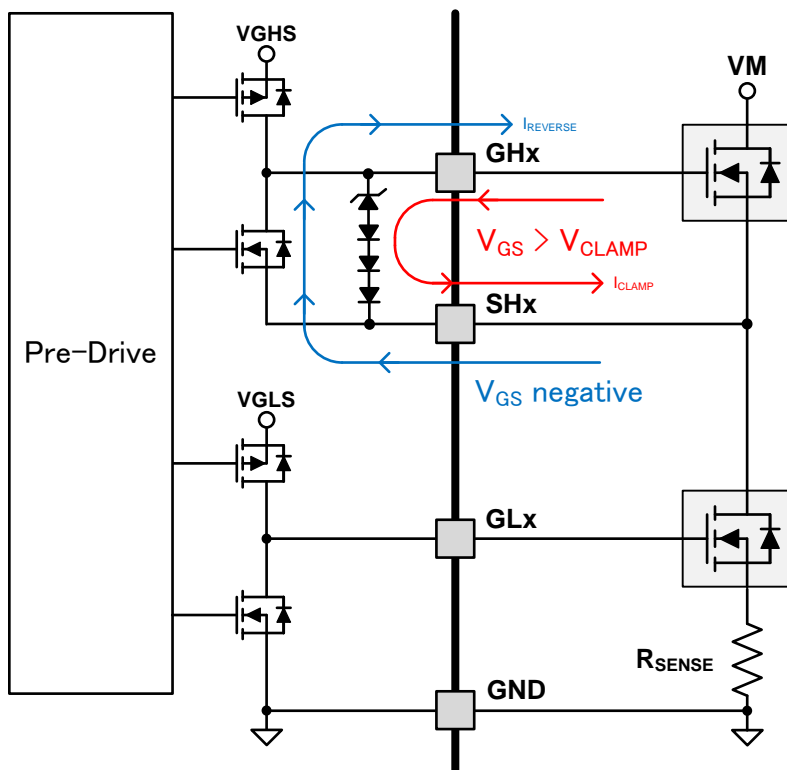 VGHS
VM
IREVERSE
GHx
VGS > VCLAMP
ICLAMP
SHx
Pre-Drive
VGS negative
VGLS
GLx
RSENSE
GND